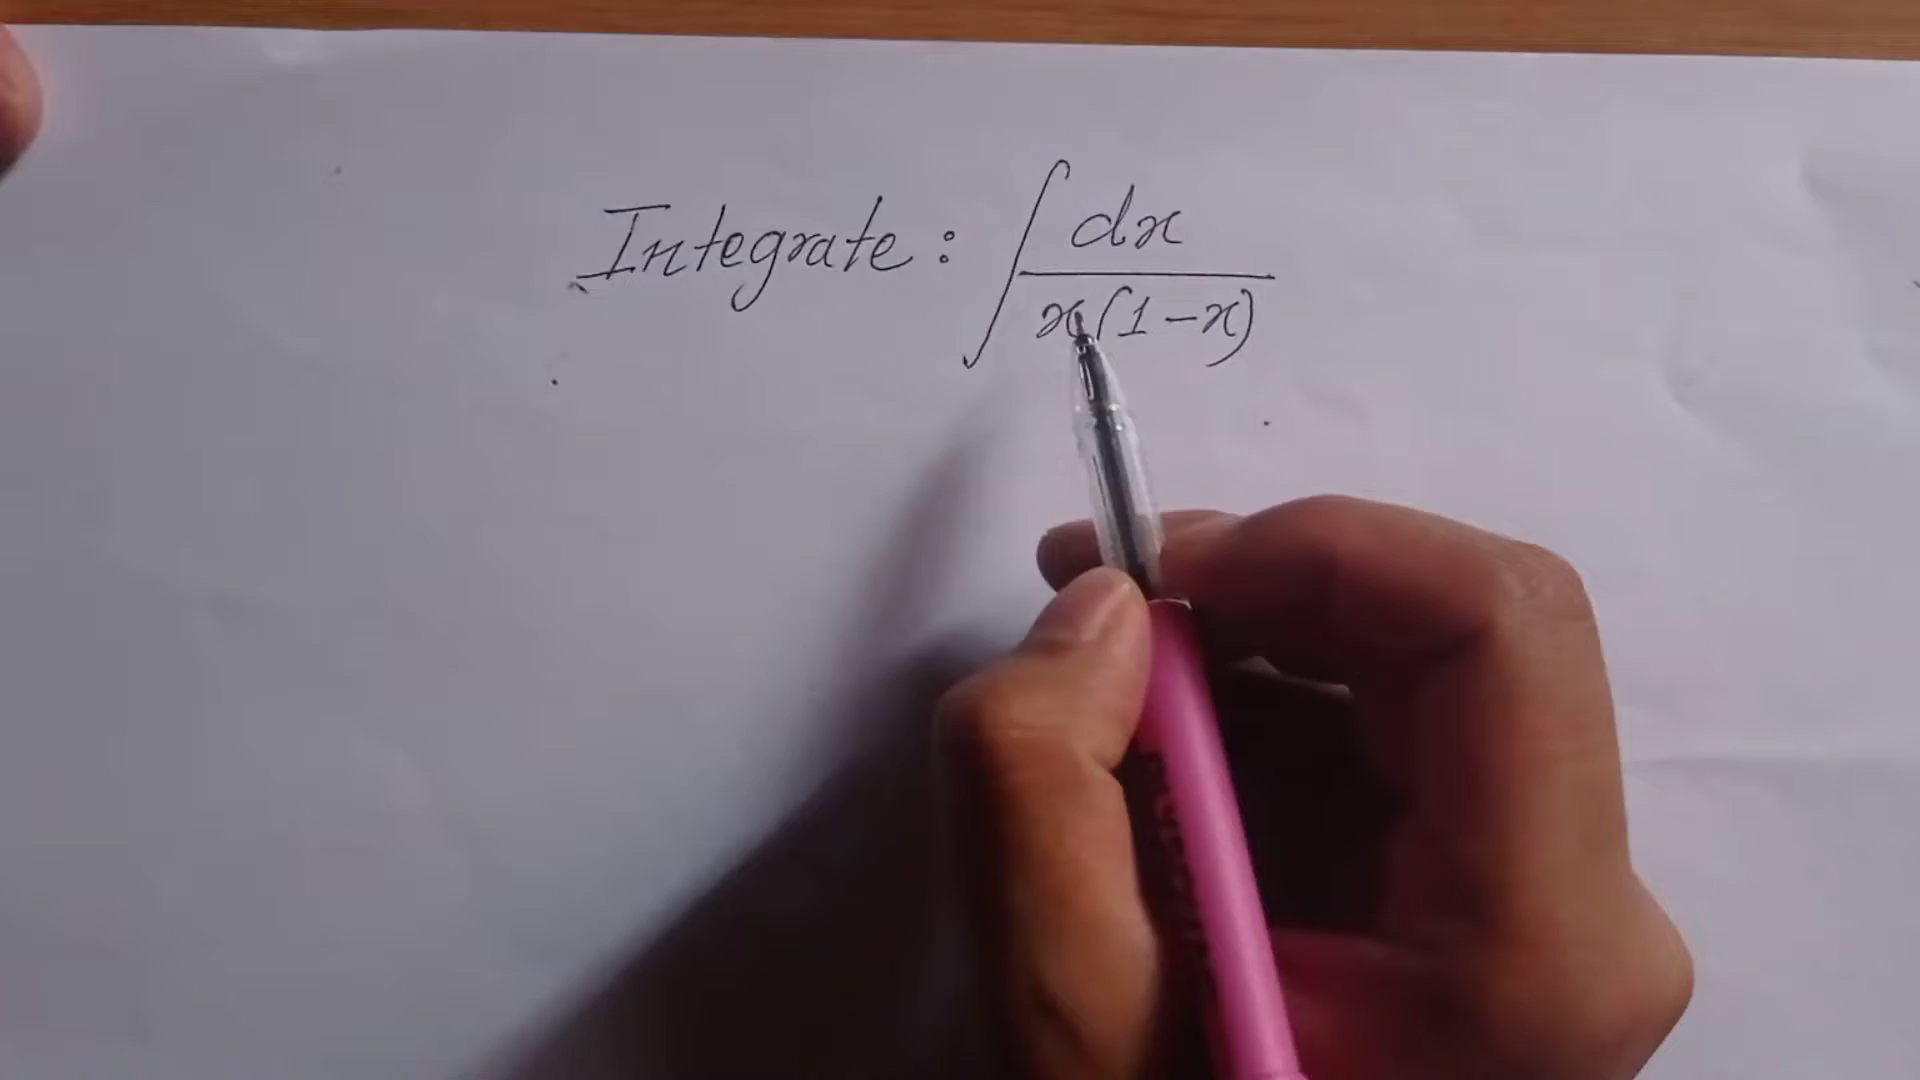 Integrate : ∫ dx / x(1-x)